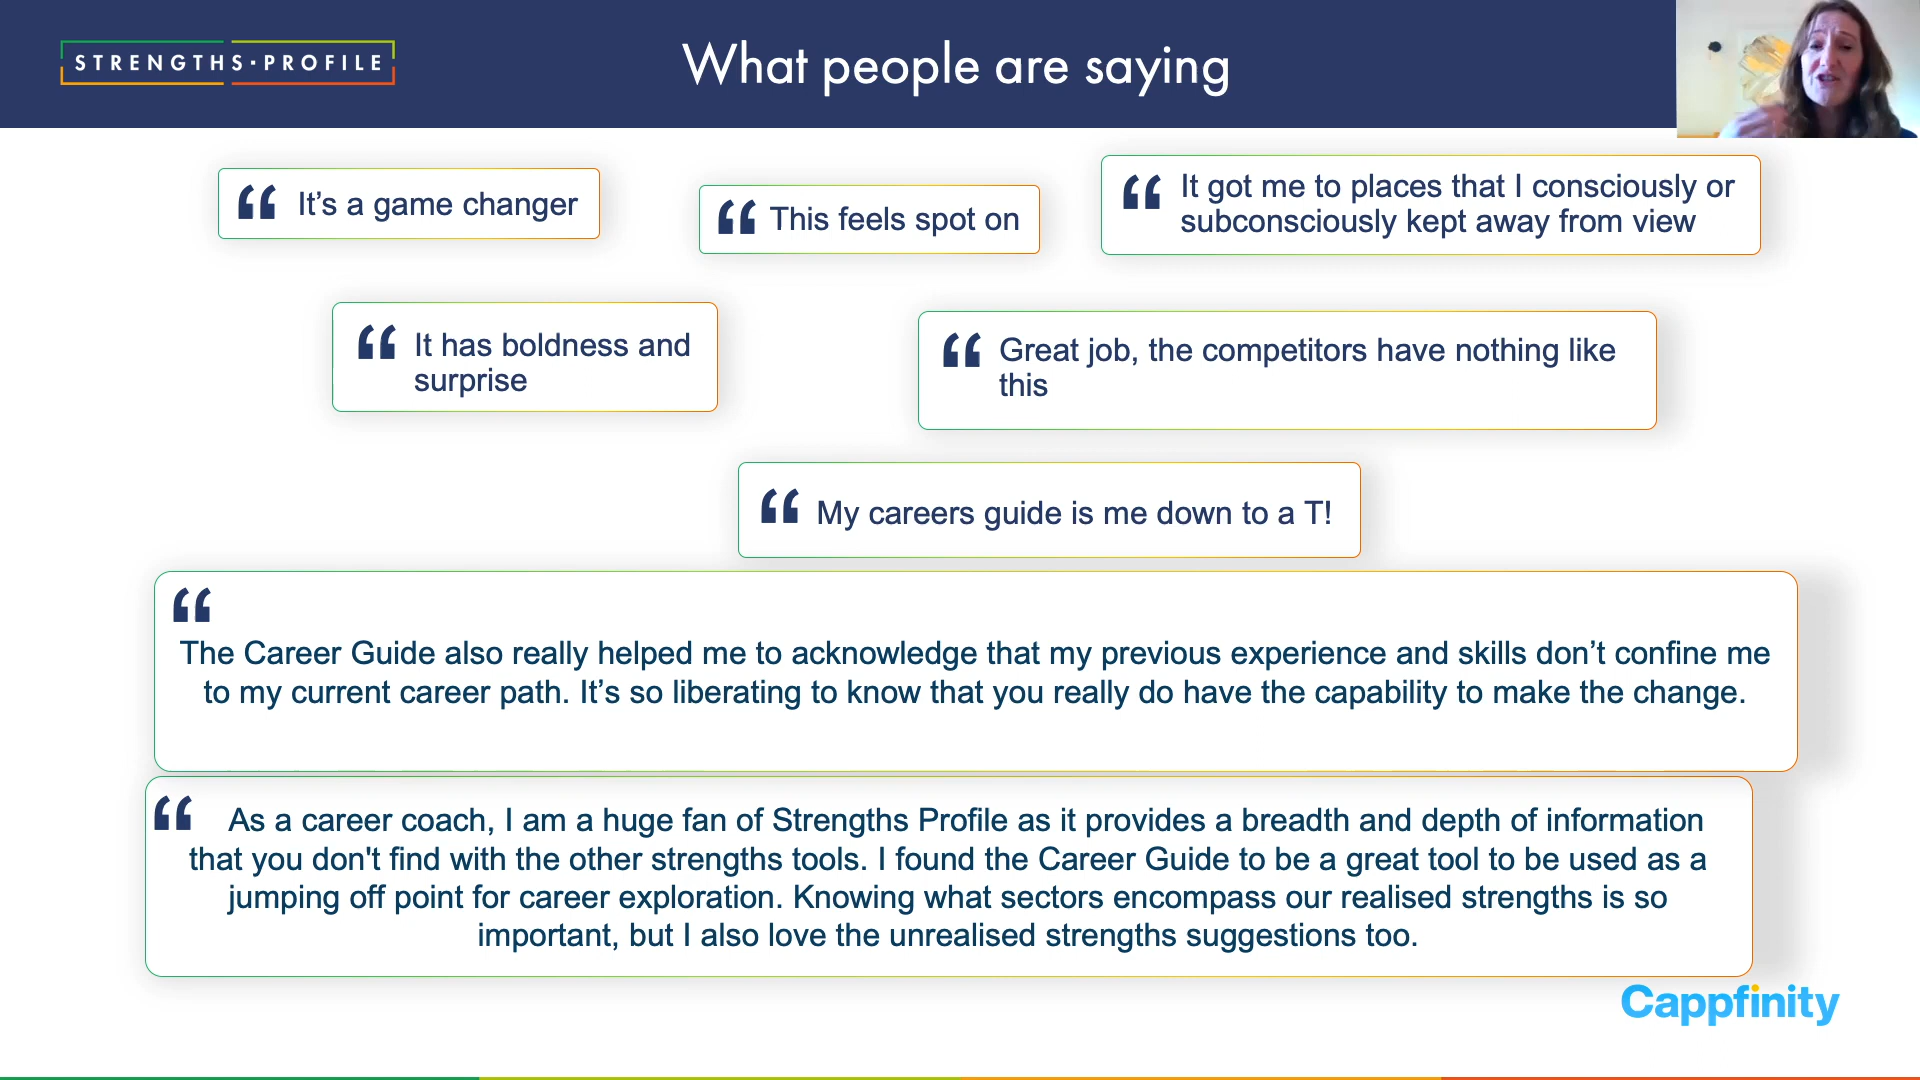 STRENGTHS·PROFILE
What people are saying
“ It’s a game changer
“ This feels spot on
“ It got me to places that I consciously or
subconsciously kept away from view
“ It has boldness and
surprise
“ Great job, the competitors have nothing like
this
“ My careers guide is me down to a T!
“
The Career Guide also really helped me to acknowledge that my previous experience and skills don’t confine me
to my current career path. It’s so liberating to know that you really do have the capability to make the change.
“ As a career coach, I am a huge fan of Strengths Profile as it provides a breadth and depth of information
that you don't find with the other strengths tools. I found the Career Guide to be a great tool to be used as a
jumping off point for career exploration. Knowing what sectors encompass our realised strengths is so
important, but I also love the unrealised strengths suggestions too.
Cappfinity